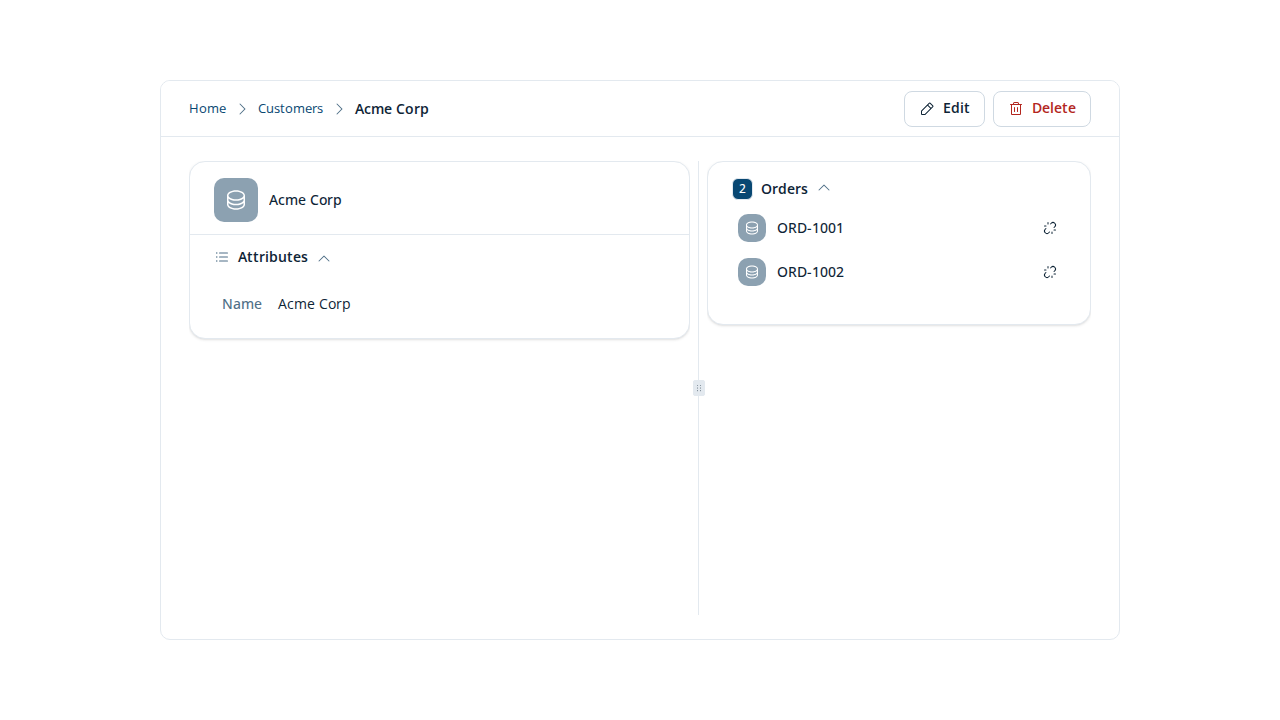 Home Customers Acme Corp Edit Delete
Acme Corp
Attributes
Name Acme Corp
2 Orders
ORD-1001
ORD-1002